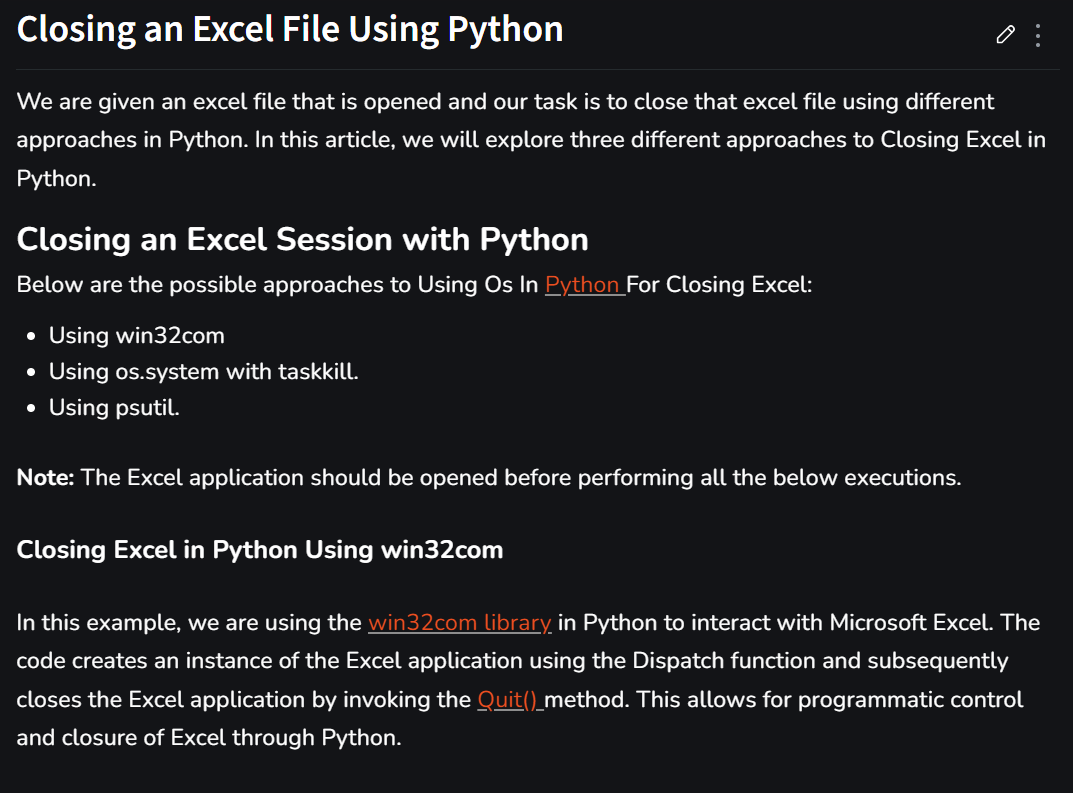 Closing an Excel File Using Python
We are given an excel file that is opened and our task is to close that excel file using different
approaches in Python. In this article, we will explore three different approaches to Closing Excel in
Python.
Closing an Excel Session with Python
Below are the possible approaches to Using Os In Python For Closing Excel:
• Using win32com
• Using os.system with taskkill.
• Using psutil.
Note: The Excel application should be opened before performing all the below executions.
Closing Excel in Python Using win32com
In this example, we are using the win32com library in Python to interact with Microsoft Excel. The
code creates an instance of the Excel application using the Dispatch function and subsequently
closes the Excel application by invoking the Quit() method. This allows for programmatic control
and closure of Excel through Python.